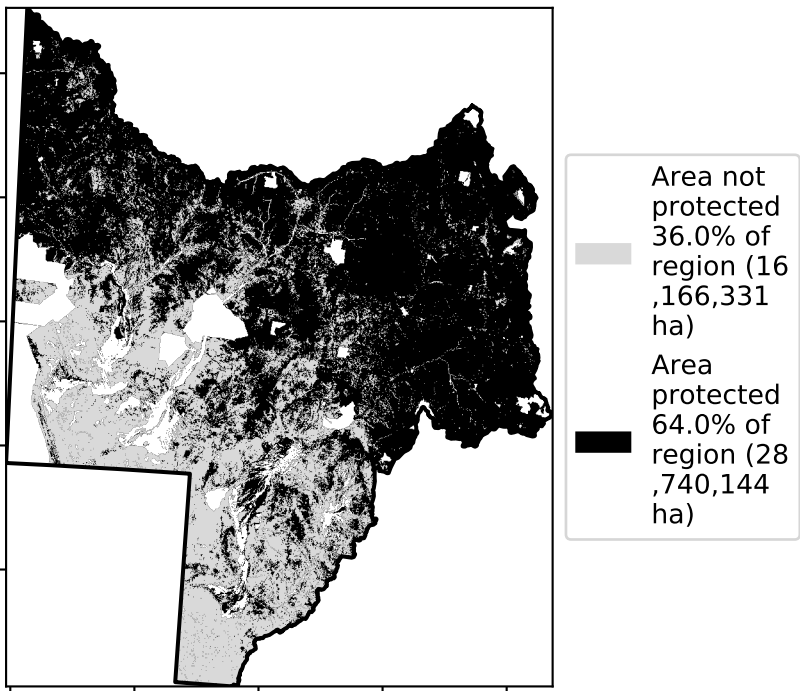 Area not
protected
36.0% of
region (16
,166,331
ha)
Area
protected
64.0% of
region (28
,740,144
ha)